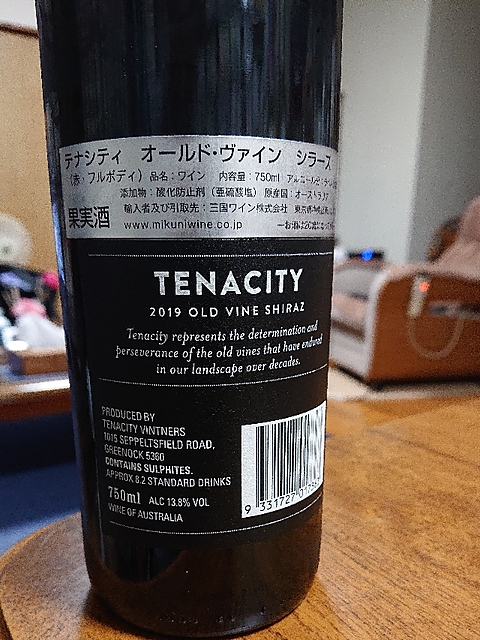 テナシティ オールド・ヴァイン シラーズ
(赤・フルボディ) 品名：ワイン 内容量：750ml
添加物：酸化防止剤(亜硫酸塩) 原産国：オーストラリア
果実酒 輸入者及び引取先：三国ワイン株式会社
www.mikuniwine.co.jp
TENACITY
2019 OLD VINE SHIRAZ
Tenacity represents the determination and
perseverance of the old vines that have endured
in our landscape over decades.
PRODUCED BY
TENACITY VINTNERS
1015 SEPPELTSFIELD ROAD,
GREENOCK 5360
CONTAINS SULPHITES.
APPROX 8.2 STANDARD DRINKS
750ml ALC 13.8% VOL
WINE OF AUSTRALIA
9 331727